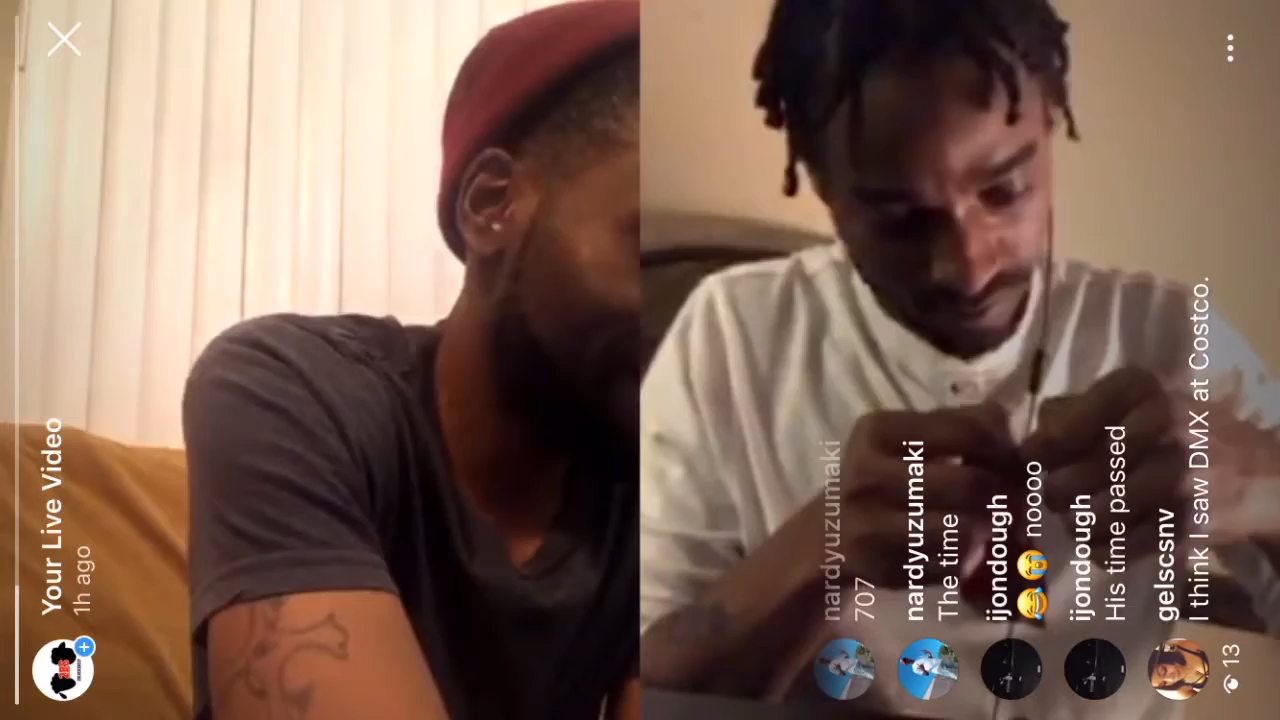 Your Live Video
1h ago
nardyuzumaki
707
nardyuzumaki
The time
ijondough
😂😭 noooo
ijondough
His time passed
gelscsnv
I think I saw DMX at Costco.
13